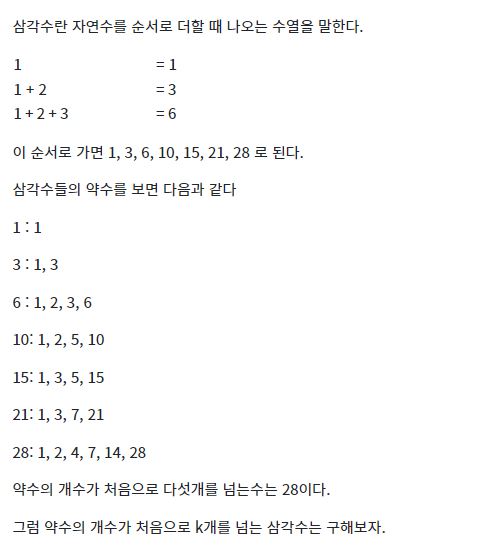 삼각수란 자연수를 순서로 더할 때 나오는 수열을 말한다.
1 = 1
1 + 2 = 3
1 + 2 + 3 = 6
이 순서로 가면 1, 3, 6, 10, 15, 21, 28 로 된다.
삼각수들의 약수를 보면 다음과 같다
1 : 1
3 : 1, 3
6 : 1, 2, 3, 6
10: 1, 2, 5, 10
15: 1, 3, 5, 15
21: 1, 3, 7, 21
28: 1, 2, 4, 7, 14, 28
약수의 개수가 처음으로 다섯개를 넘는수는 28이다.
그럼 약수의 개수가 처음으로 k개를 넘는 삼각수는 구해보자.